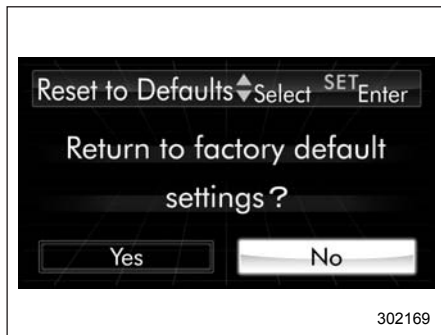 Reset to Defaults Select SET Enter
Return to factory default
settings?
Yes No
302169